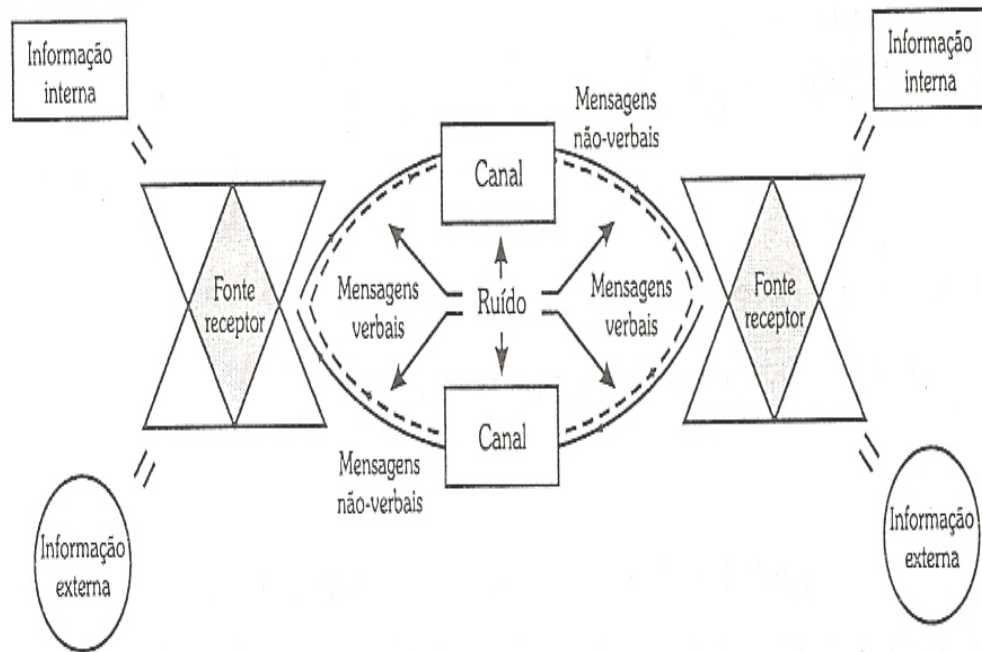 Informação
interna
Informação
interna
Mensagens
não-verbais
Canal
Fonte
receptor
Mensagens
verbais
Ruído
Mensagens
verbais
Fonte
receptor
Canal
Mensagens
não-verbais
Informação
externa
Informação
externa